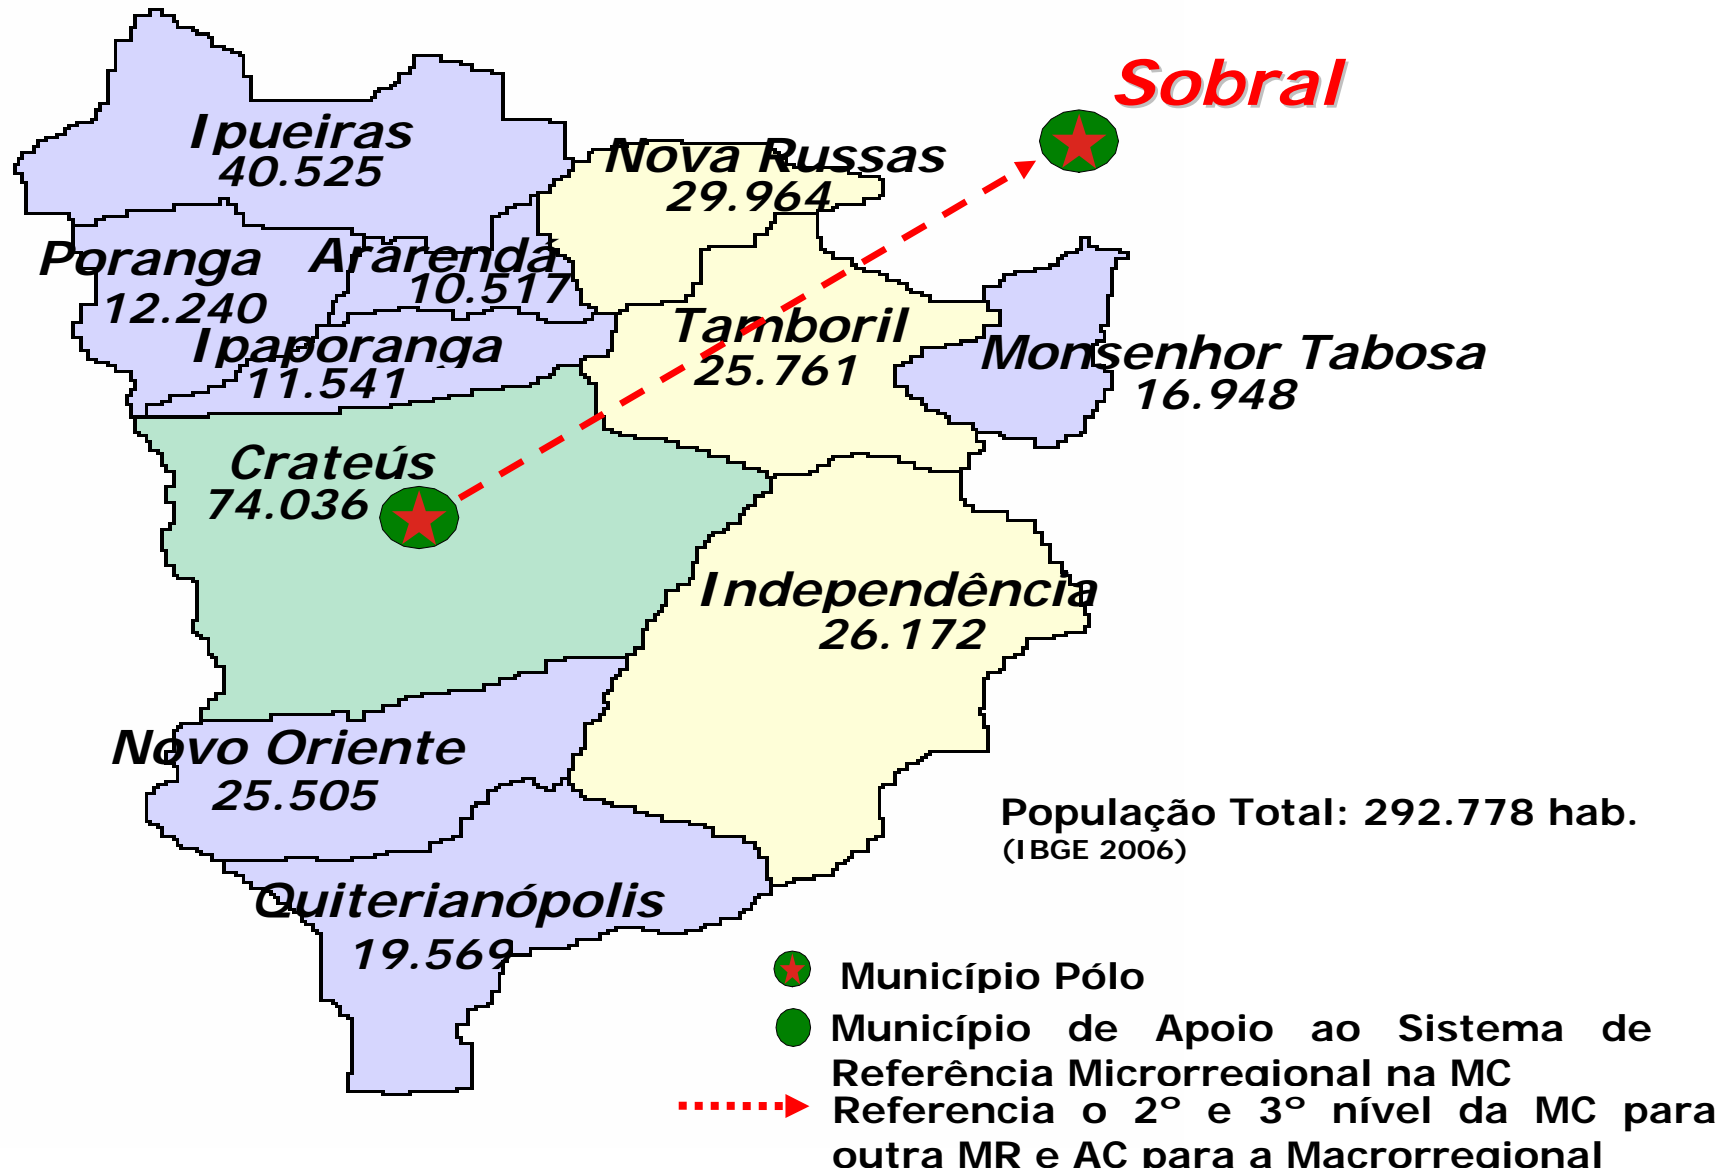 Sobral
Ipueiras
40.525
Nova Russas
29.964
Poranga
12.240
Ararendá
10.517
Ipaporanga
11.541
Tamboril
25.761
Monsenhor Tabosa
16.948
Crateús
74.036
Independência
26.172
Novo Oriente
25.505
População Total: 292.778 hab.
(IBGE 2006)
Quiterianópolis
19.569
Município Pólo
Município de Apoio ao Sistema de
Referência Microrregional na MC
Referencia o 2º e 3º nível da MC para
outra MR e AC para a Macrorregional